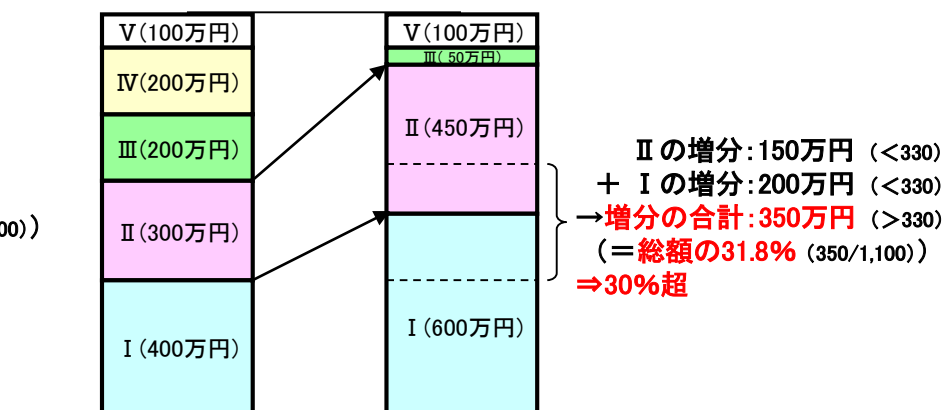 Ⅴ(100万円)
Ⅳ(200万円)
Ⅲ(200万円)
Ⅱ(300万円)
Ⅰ(400万円)
00))
Ⅴ(100万円)
Ⅲ( 50万円)
Ⅱ(450万円)
Ⅰ(600万円)
Ⅱの増分:150万円 (<330)
+ Ⅰの増分:200万円 (<330)
→増分の合計:350万円 (>330)
(=総額の31.8% (350/1,100))
⇒30%超